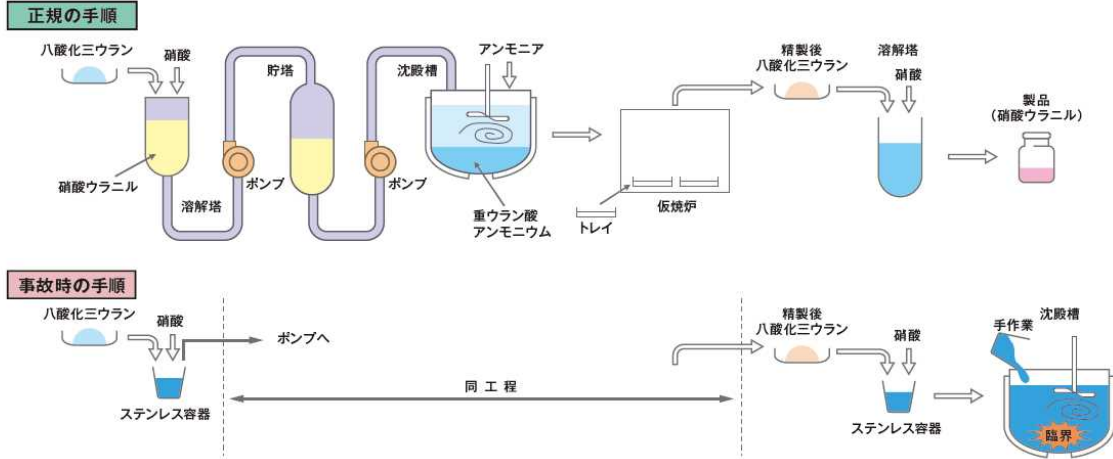 正規の手順
八酸化三ウラン
硝酸
貯塔
沈殿槽
アンモニア
精製後
八酸化三ウラン
溶解塔
硝酸
製品
(硝酸ウラニル)
硝酸ウラニル
溶解塔
ポンプ
ポンプ
重ウラン酸
アンモニウム
トレイ
仮焼炉
事故時の手順
八酸化三ウラン
硝酸
ポンプへ
ステンレス容器
同工程
精製後
八酸化三ウラン
硝酸
ステンレス容器
手作業
沈殿槽
臨界